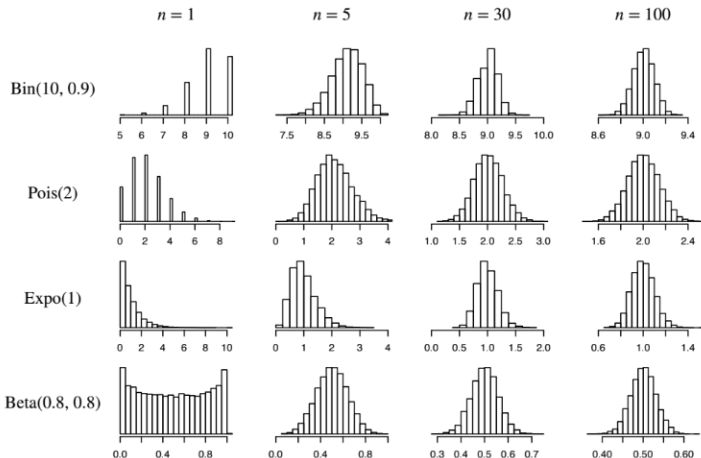 n = 1 n = 5 n = 30 n = 100
Bin(10, 0.9)
5 6 7 8 9 10 7.5 8.5 9.5 8.0 8.5 9.0 9.5 10.0 8.6 9.0 9.4
Pois(2)
0 2 4 6 8 0 1 2 3 4 1.0 1.5 2.0 2.5 3.0 1.6 2.0 2.4
Expo(1)
0 2 4 6 8 10 0 1 2 3 4 0.0 0.5 1.0 1.5 2.0 0.6 1.0 1.4
Beta(0.8, 0.8)
0.0 0.4 0.8 0.0 0.4 0.8 0.3 0.4 0.5 0.6 0.7 0.40 0.50 0.60